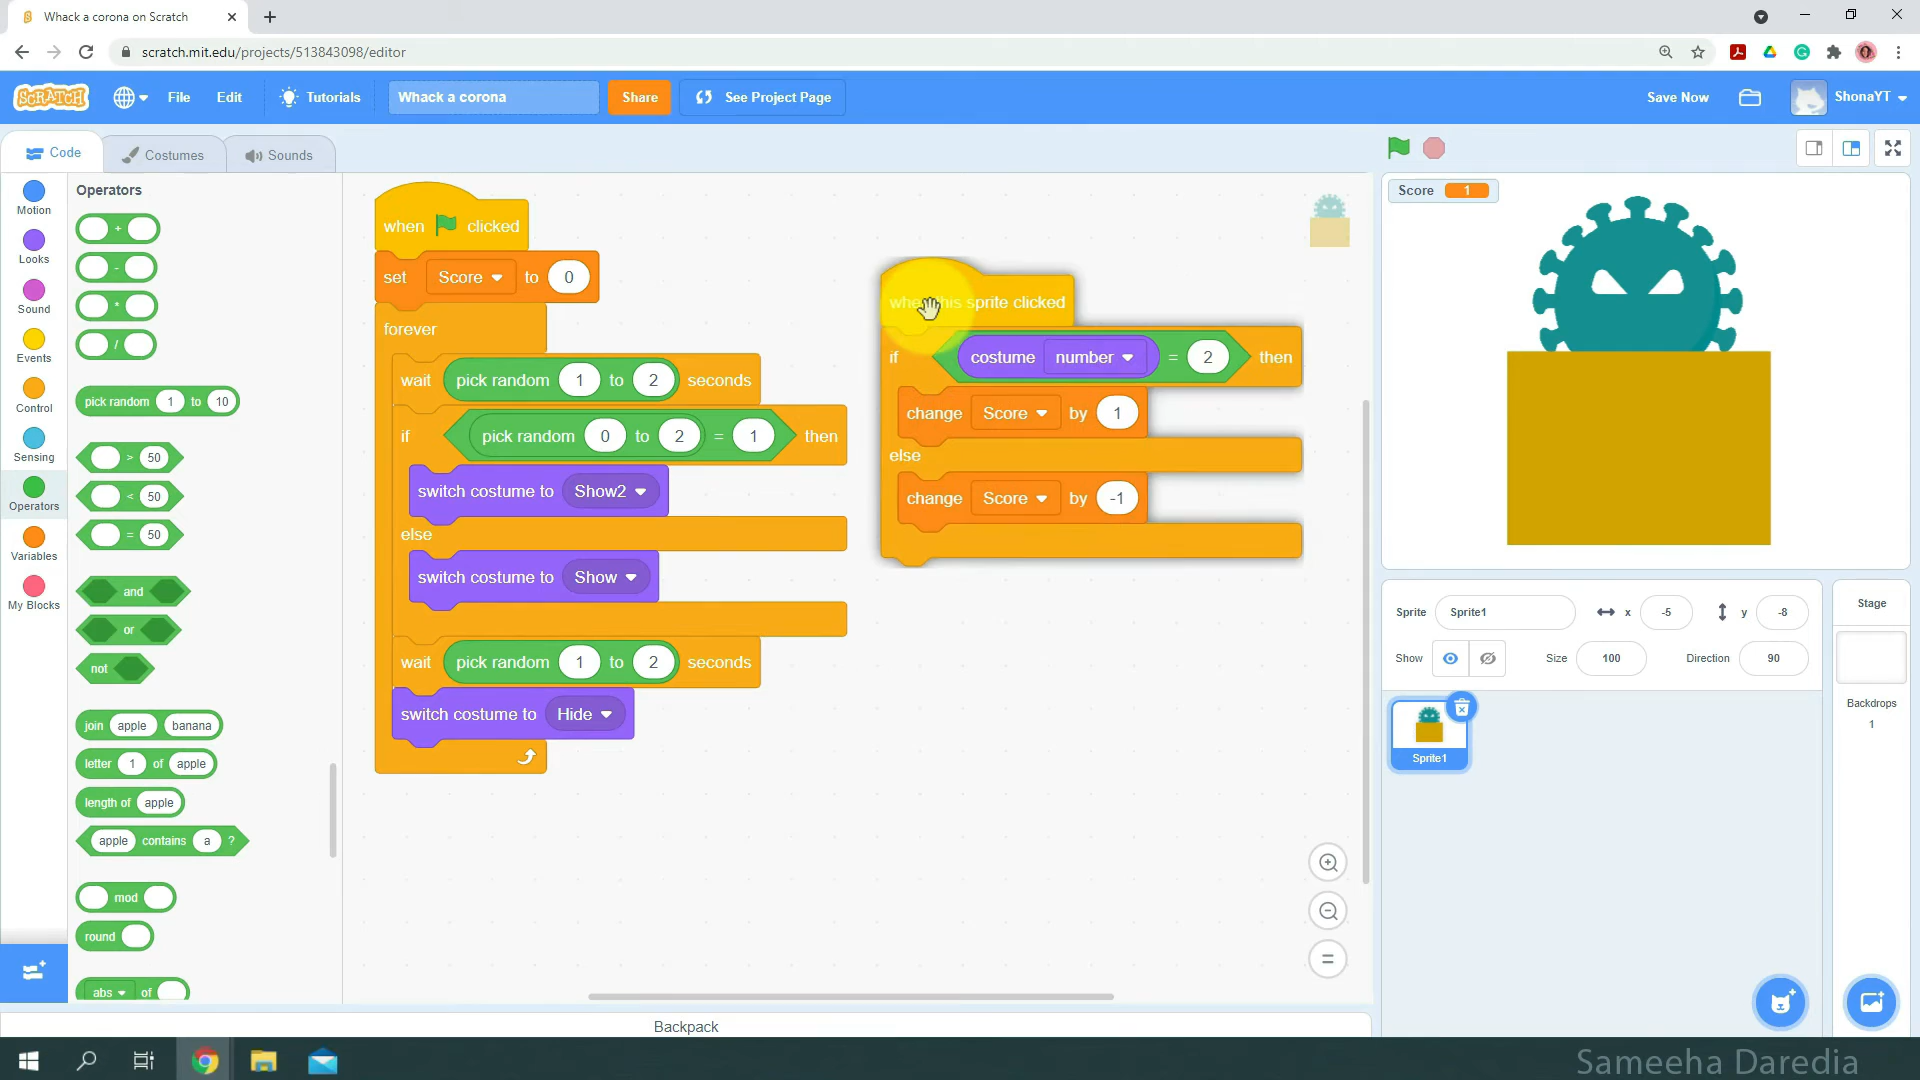 Whack a corona on Scratch
scratch.mit.edu/projects/513843098/editor
SCRATCH
File
Edit
Tutorials
Whack a corona
Share
See Project Page
Save Now
ShonaYT
Code
Costumes
Sounds
Motion
Looks
Sound
Events
Control
Sensing
Operators
Variables
My Blocks
Operators
+
-
*
/
pick random 1 to 10
> 50
< 50
= 50
and
or
not
join apple banana
letter 1 of apple
length of apple
apple contains a ?
mod
round
abs of
when clicked
set Score to 0
forever
wait pick random 1 to 2 seconds
if pick random 0 to 2 = 1 then
switch costume to Show2
else
switch costume to Show
wait pick random 1 to 2 seconds
switch costume to Hide
when this sprite clicked
if costume number = 2 then
change Score by 1
else
change Score by -1
Backpack
Score 1
Sprite Sprite1 x -5 y -8
Show Size 100 Direction 90
Sprite1
Stage
Backdrops
1
Sameeha Daredia